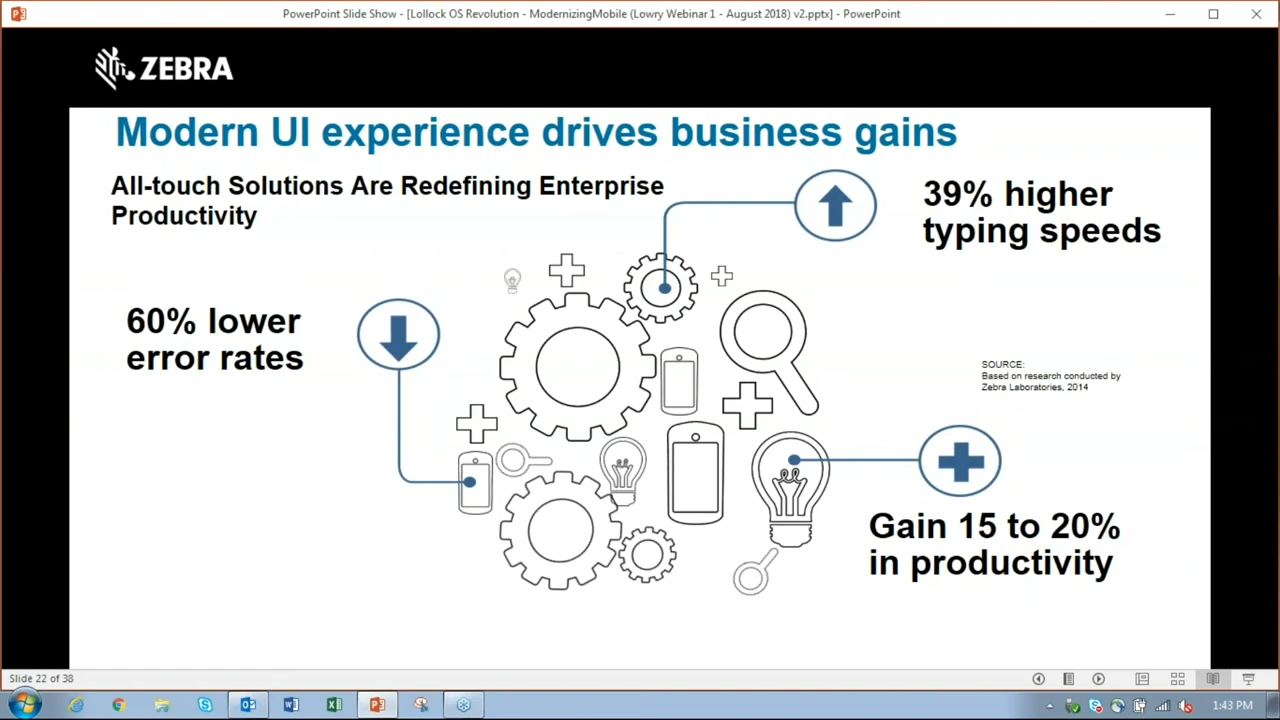 PowerPoint Slide Show - [Lollock OS Revolution - ModernizingMobile (Lowry Webinar 1 - August 2018) v2.pptx] - PowerPoint
ZEBRA
Modern UI experience drives business gains
All-touch Solutions Are Redefining Enterprise
Productivity
39% higher
typing speeds
60% lower
error rates
SOURCE:
Based on research conducted by
Zebra Laboratories, 2014
Gain 15 to 20%
in productivity
Slide 22 of 38
1:43 PM